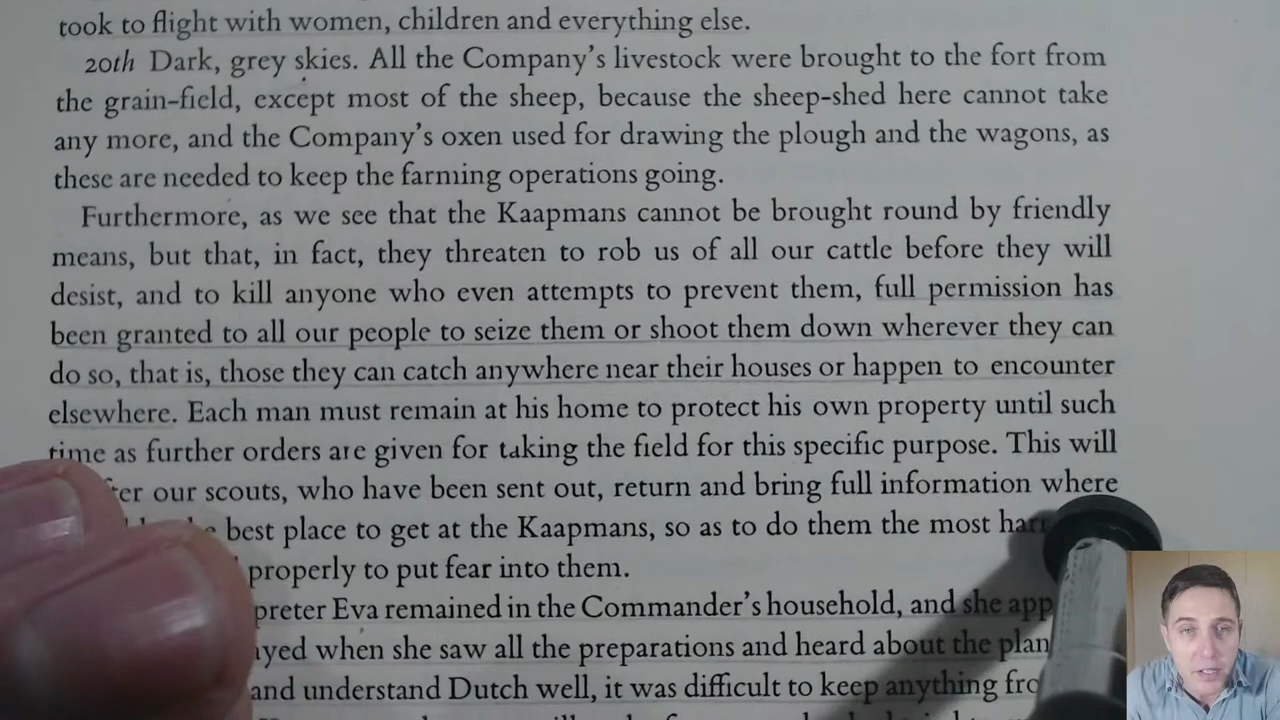 took to flight with women, children and everything else.
20th Dark, grey skies. All the Company's livestock were brought to the fort from
the grain-field, except most of the sheep, because the sheep-shed here cannot take
any more, and the Company's oxen used for drawing the plough and the wagons, as
these are needed to keep the farming operations going.
Furthermore, as we see that the Kaapmans cannot be brought round by friendly
means, but that, in fact, they threaten to rob us of all our cattle before they will
desist, and to kill anyone who even attempts to prevent them, full permission has
been granted to all our people to seize them or shoot them down wherever they can
do so, that is, those they can catch anywhere near their houses or happen to encounter
elsewhere. Each man must remain at his home to protect his own property until such
time as further orders are given for taking the field for this specific purpose. This will
our scouts, who have been sent out, return and bring full information where
best place to get at the Kaapmans, so as to do them the most
properly to put fear into them.
Eva remained in the Commander's household, and she
when she saw all the preparations and heard about the
and understand Dutch well, it was difficult to keep anything